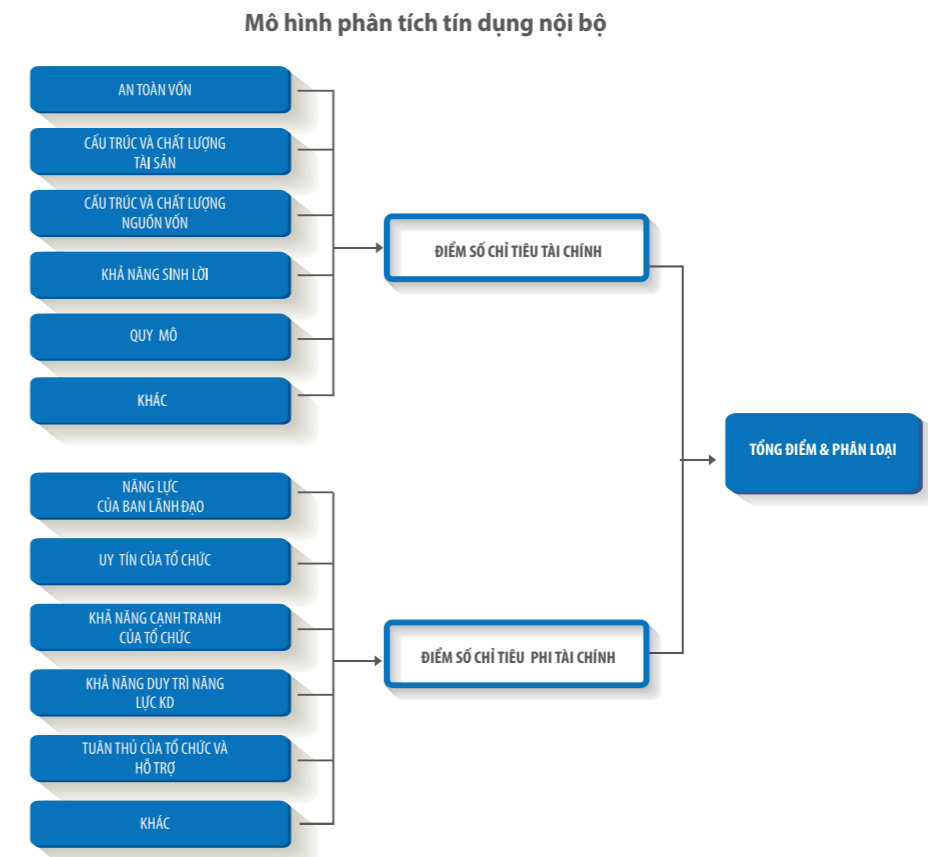 Mô hình phân tích tín dụng nội bộ
AN TOÀN VỐN
CẤU TRÚC VÀ CHẤT LƯỢNG
TÀI SẢN
CẤU TRÚC VÀ CHẤT LƯỢNG
NGUỒN VỐN
KHẢ NĂNG SINH LỜI
QUY MÔ
KHÁC
ĐIỂM SỐ CHỈ TIÊU TÀI CHÍNH
NĂNG LỰC
CỦA BAN LÃNH ĐẠO
UY TÍN CỦA TỔ CHỨC
KHẢ NĂNG CẠNH TRANH
CỦA TỔ CHỨC
KHẢ NĂNG DUY TRÌ NĂNG
LỰC KD
TUÂN THỦ CỦA TỔ CHỨC VÀ
HỖ TRỢ
KHÁC
ĐIỂM SỐ CHỈ TIÊU PHI TÀI CHÍNH
TỔNG ĐIỂM & PHÂN LOẠI